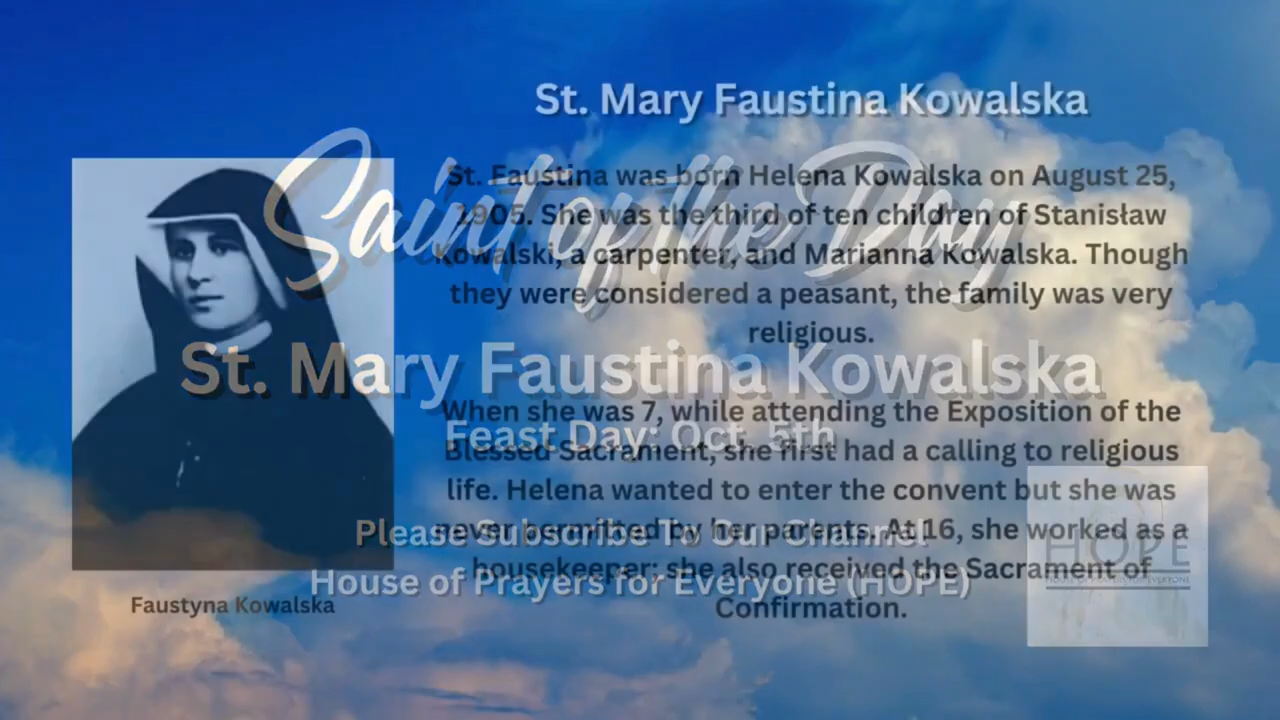 St. Mary Faustina Kowalska
Saint of the Day
St. Faustina was born Helena Kowalska on August 25,
1905. She was the third of ten children of Stanisław
Kowalski, a carpenter, and Marianna Kowalska. Though
they were considered a peasant, the family was very
religious.
St. Mary Faustina Kowalska
When she was 7, while attending the Exposition of the
Feast Day: Oct. 5th
Blessed Sacrament, she first had a calling to religious
life. Helena wanted to enter the convent but she was
never permitted by her parents. At 16, she worked as a
Please Subscribe To Our Channel
housekeeper; she also received the Sacrament of
House of Prayers for Everyone (HOPE)
Confirmation.
HOPE
HOUSE OF PRAYERS FOR EVERYONE
Faustyna Kowalska